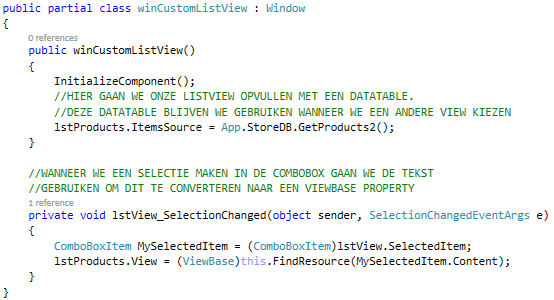 public partial class winCustomListView : Window
{
0 references
public winCustomListView()
{
InitializeComponent();
//HIER GAAN WE ONZE LISTVIEW OPVULLEN MET EEN DATATABLE.
//DEZE DATATABLE BLIJVEN WE GEBRUIKEN WANNEER WE EEN ANDERE VIEW KIEZEN
lstProducts.ItemsSource = App.StoreDB.GetProducts2();
}
//WANNEER WE EEN SELECTIE MAKEN IN DE COMBOBOX GAAN WE DE TEKST
//GEBRUIKEN OM DIT TE CONVERTEREN NAAR EEN VIEWBASE PROPERTY
1 reference
private void lstView_SelectionChanged(object sender, SelectionChangedEventArgs e)
{
ComboBoxItem MySelectedItem = (ComboBoxItem)lstView.SelectedItem;
lstProducts.View = (ViewBase)this.FindResource(MySelectedItem.Content);
}
}